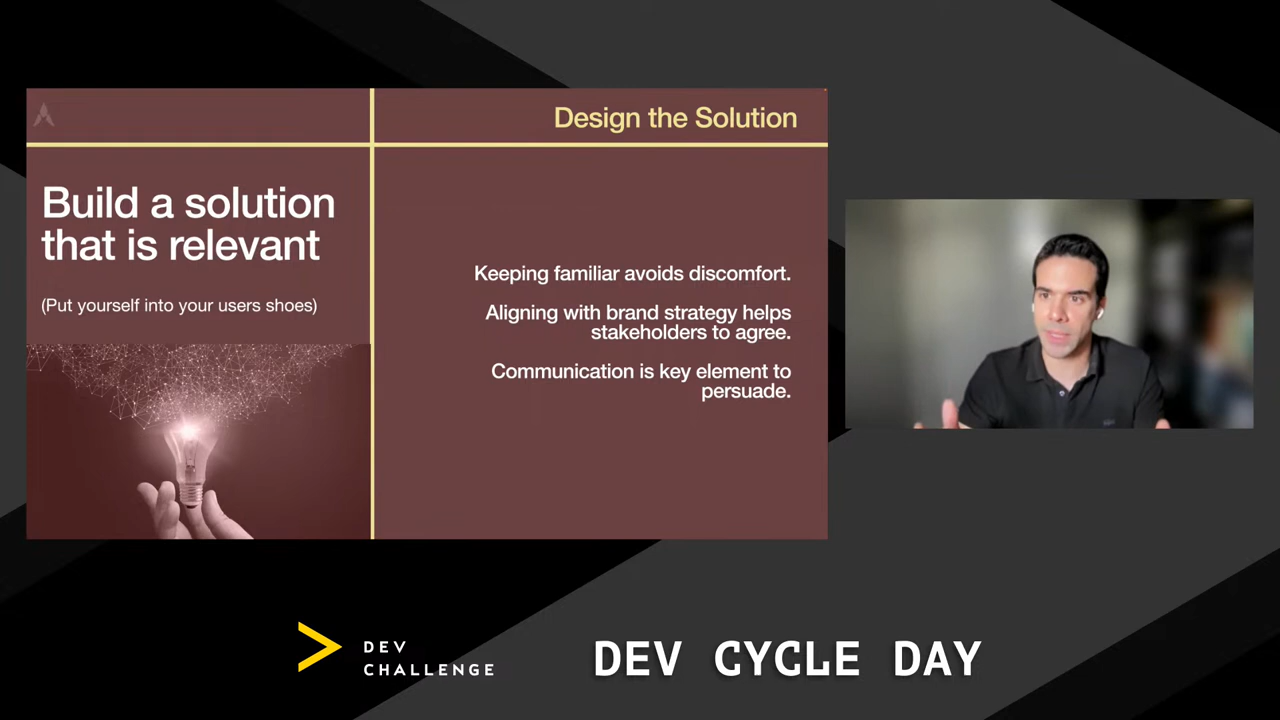 Design the Solution
Build a solution
that is relevant
(Put yourself into your users shoes)
Keeping familiar avoids discomfort.
Aligning with brand strategy helps
stakeholders to agree.
Communication is key element to
persuade.
DEV
CHALLENGE
DEV CYCLE DAY